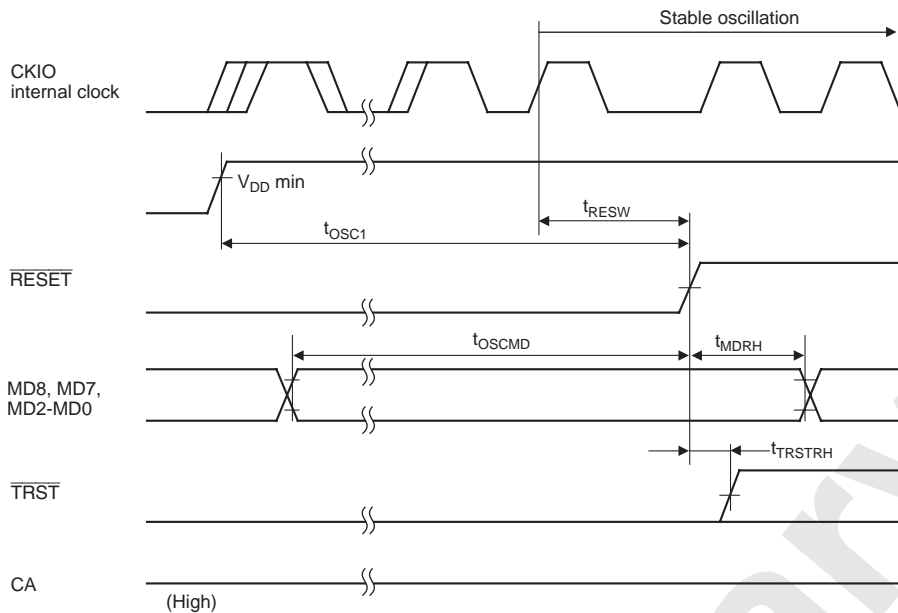 Stable oscillation
CKIO
internal clock
VDD min
tRESW
tOSC1
RESET
tOSCMD
tMDRH
MD8, MD7,
MD2-MD0
tTRSTRH
TRST
CA
(High)